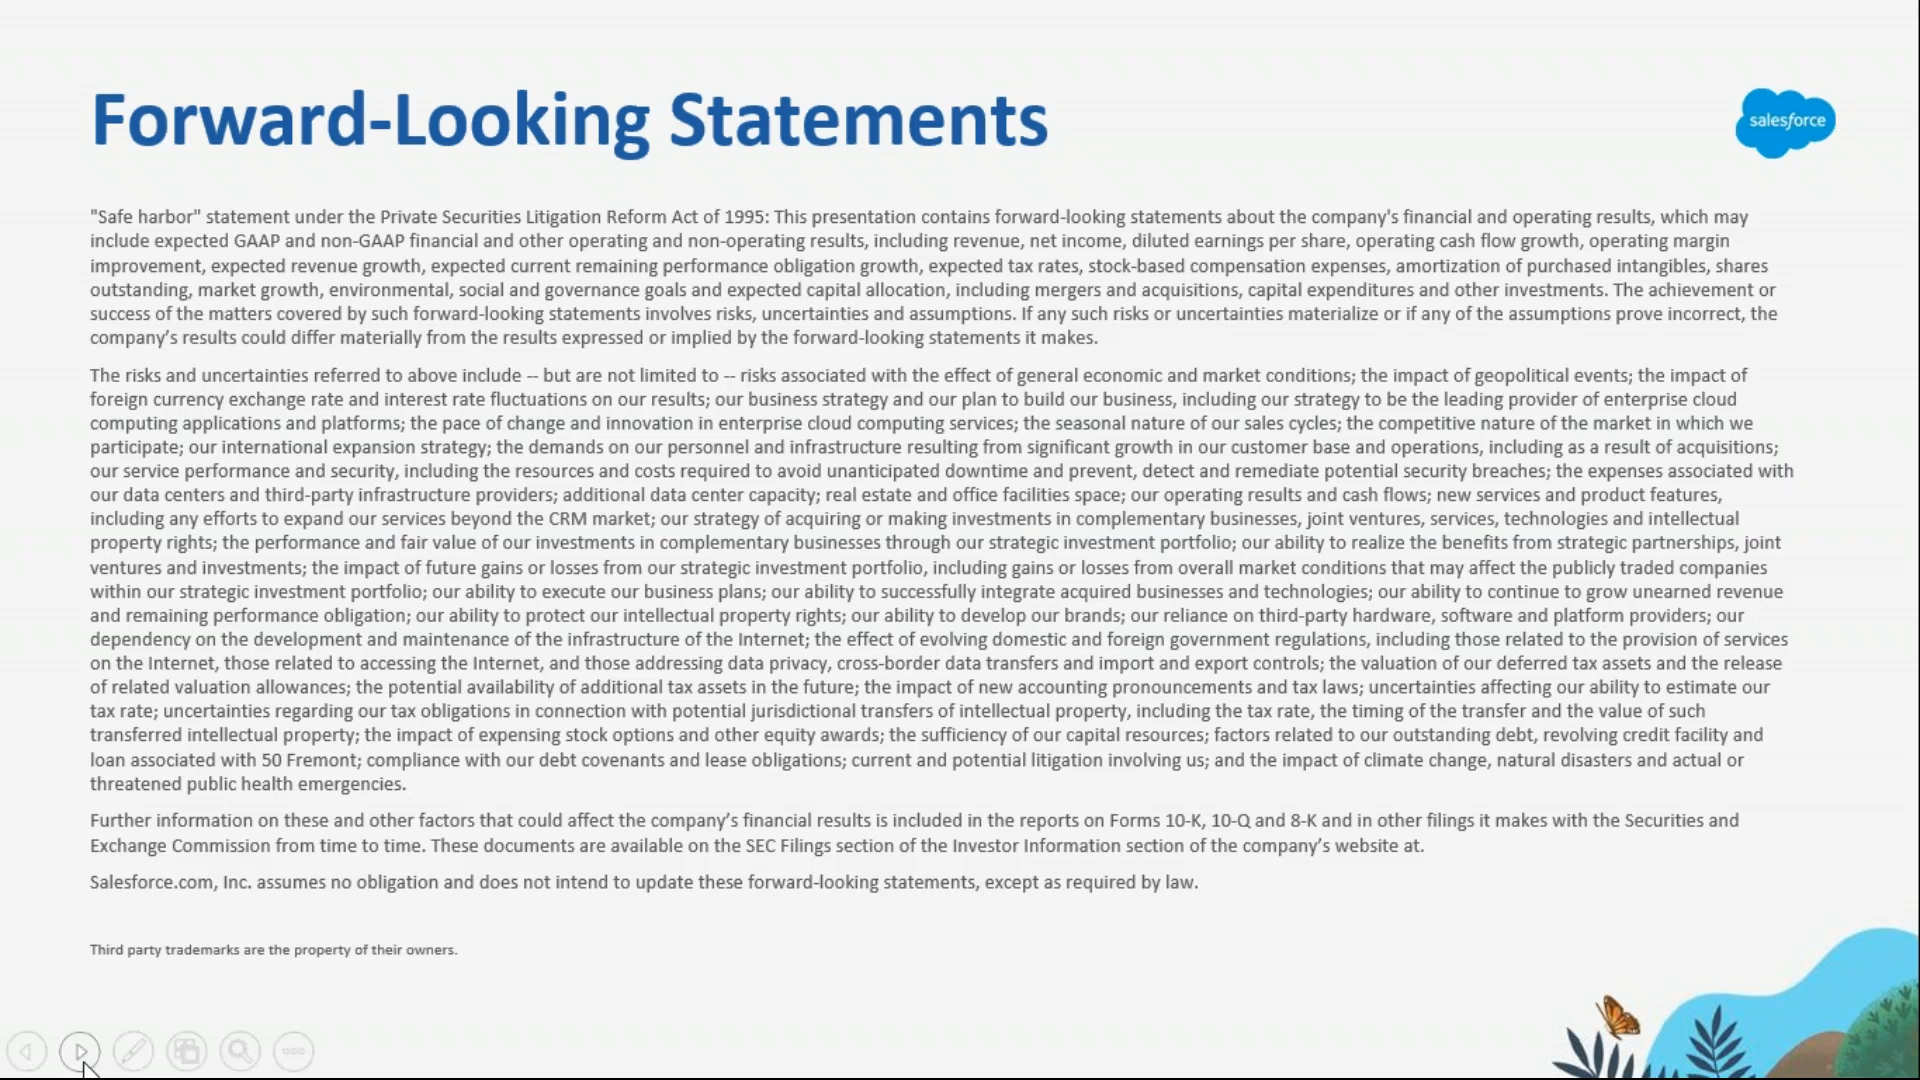 Forward-Looking Statements
salesforce
"Safe harbor" statement under the Private Securities Litigation Reform Act of 1995: This presentation contains forward-looking statements about the company's financial and operating results, which may
include expected GAAP and non-GAAP financial and other operating and non-operating results, including revenue, net income, diluted earnings per share, operating cash flow growth, operating margin
improvement, expected revenue growth, expected current remaining performance obligation growth, expected tax rates, stock-based compensation expenses, amortization of purchased intangibles, shares
outstanding, market growth, environmental, social and governance goals and expected capital allocation, including mergers and acquisitions, capital expenditures and other investments. The achievement or
success of the matters covered by such forward-looking statements involves risks, uncertainties and assumptions. If any such risks or uncertainties materialize or if any of the assumptions prove incorrect, the
company’s results could differ materially from the results expressed or implied by the forward-looking statements it makes.
The risks and uncertainties referred to above include -- but are not limited to -- risks associated with the effect of general economic and market conditions; the impact of geopolitical events; the impact of
foreign currency exchange rate and interest rate fluctuations on our results; our business strategy and our plan to build our business, including our strategy to be the leading provider of enterprise cloud
computing applications and platforms; the pace of change and innovation in enterprise cloud computing services; the seasonal nature of our sales cycles; the competitive nature of the market in which we
participate; our international expansion strategy; the demands on our personnel and infrastructure resulting from significant growth in our customer base and operations, including as a result of acquisitions;
our service performance and security, including the resources and costs required to avoid unanticipated downtime and prevent, detect and remediate potential security breaches; the expenses associated with
our data centers and third-party infrastructure providers; additional data center capacity; real estate and office facilities space; our operating results and cash flows; new services and product features,
including any efforts to expand our services beyond the CRM market; our strategy of acquiring or making investments in complementary businesses, joint ventures, services, technologies and intellectual
property rights; the performance and fair value of our investments in complementary businesses through our strategic investment portfolio; our ability to realize the benefits from strategic partnerships, joint
ventures and investments; the impact of future gains or losses from our strategic investment portfolio, including gains or losses from overall market conditions that may affect the publicly traded companies
within our strategic investment portfolio; our ability to execute our business plans; our ability to successfully integrate acquired businesses and technologies; our ability to continue to grow unearned revenue
and remaining performance obligation; our ability to protect our intellectual property rights; our ability to develop our brands; our reliance on third-party hardware, software and platform providers; our
dependency on the development and maintenance of the infrastructure of the Internet; the effect of evolving domestic and foreign government regulations, including those related to the provision of services
on the Internet, those related to accessing the Internet, and those addressing data privacy, cross-border data transfers and import and export controls; the valuation of our deferred tax assets and the release
of related valuation allowances; the potential availability of additional tax assets in the future; the impact of new accounting pronouncements and tax laws; uncertainties affecting our ability to estimate our
tax rate; uncertainties regarding our tax obligations in connection with potential jurisdictional transfers of intellectual property, including the tax rate, the timing of the transfer and the value of such
transferred intellectual property; the impact of expensing stock options and other equity awards; the sufficiency of our capital resources; factors related to our outstanding debt, revolving credit facility and
loan associated with 50 Fremont; compliance with our debt covenants and lease obligations; current and potential litigation involving us; and the impact of climate change, natural disasters and actual or
threatened public health emergencies.
Further information on these and other factors that could affect the company’s financial results is included in the reports on Forms 10-K, 10-Q and 8-K and in other filings it makes with the Securities and
Exchange Commission from time to time. These documents are available on the SEC Filings section of the Investor Information section of the company’s website at.
Salesforce.com, Inc. assumes no obligation and does not intend to update these forward-looking statements, except as required by law.
Third party trademarks are the property of their owners.